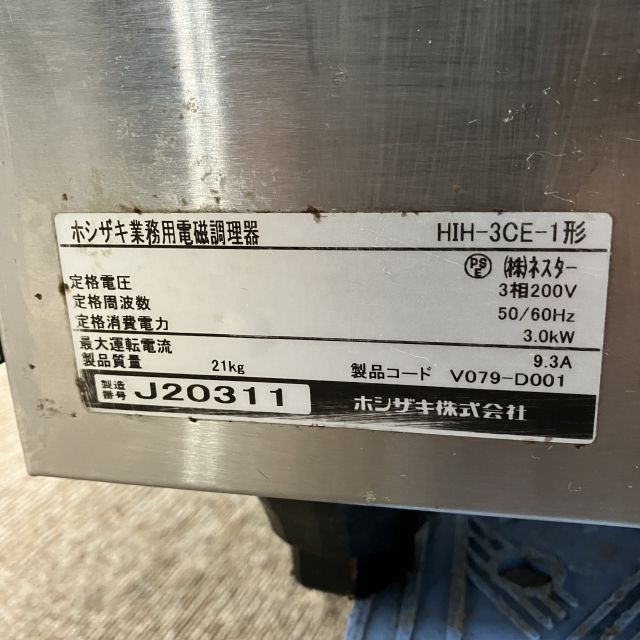 ホシザキ業務用電磁調理器 HIH-3CE-1形
PSE (株)ネスター
定格電圧 3相200V
定格周波数 50/60Hz
定格消費電力 3.0kW
最大運転電流 9.3A
製品質量 21kg 製品コード V079-D001
製造番号 J20311 ホシザキ株式会社